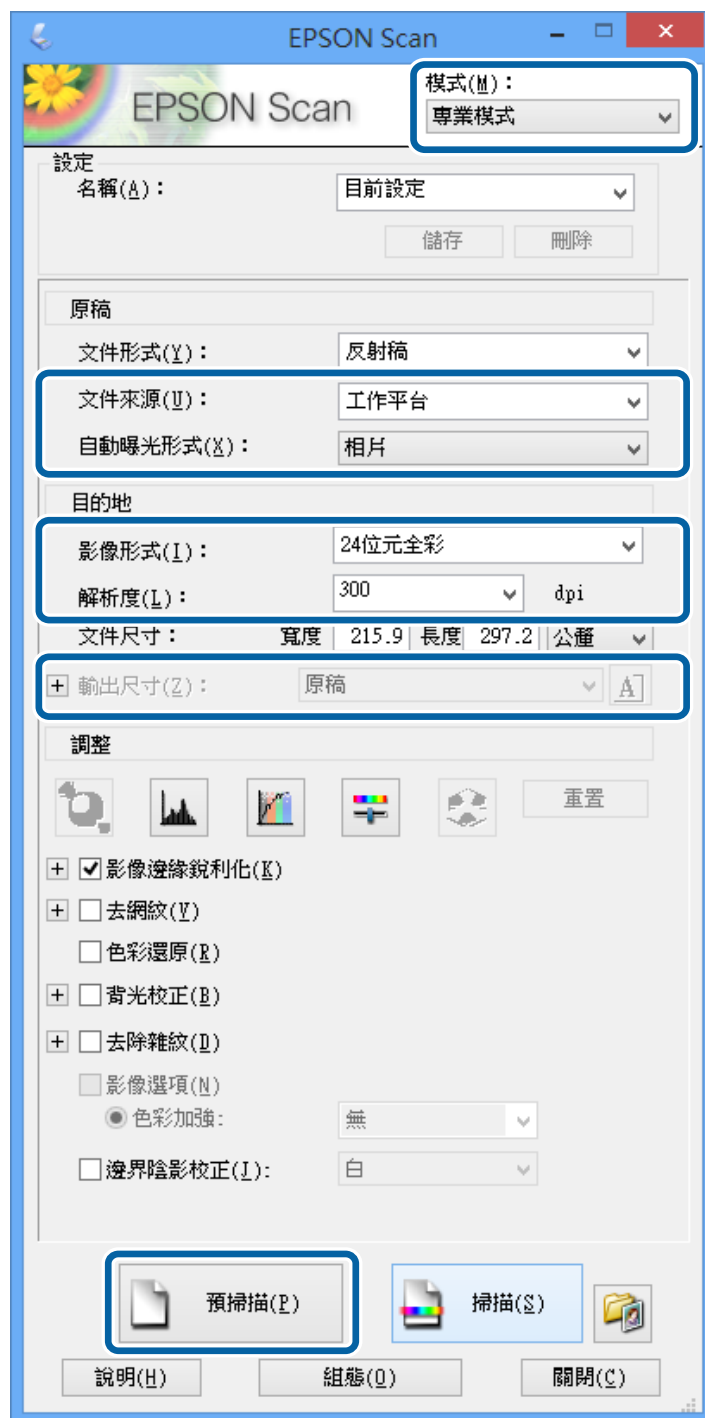 EPSON Scan
EPSON Scan
模式(M)：
專業模式
設定
名稱(A)：
目前設定
儲存
刪除
原稿
文件形式(Y)：
反射稿
文件來源(U)：
工作平台
自動曝光形式(X)：
相片
目的地
影像形式(I)：
24位元全彩
解析度(L)：
300
dpi
文件尺寸： 寬度 215.9 長度 297.2 公釐
輸出尺寸(Z)：
原稿
A
調整
重置
影像邊緣銳利化(K)
去網紋(V)
色彩還原(R)
背光校正(B)
去除雜紋(D)
影像選項(N)
色彩加強:
無
邊界陰影校正(J):
白
預掃描(P)
掃描(S)
說明(H)
組態(O)
關閉(C)